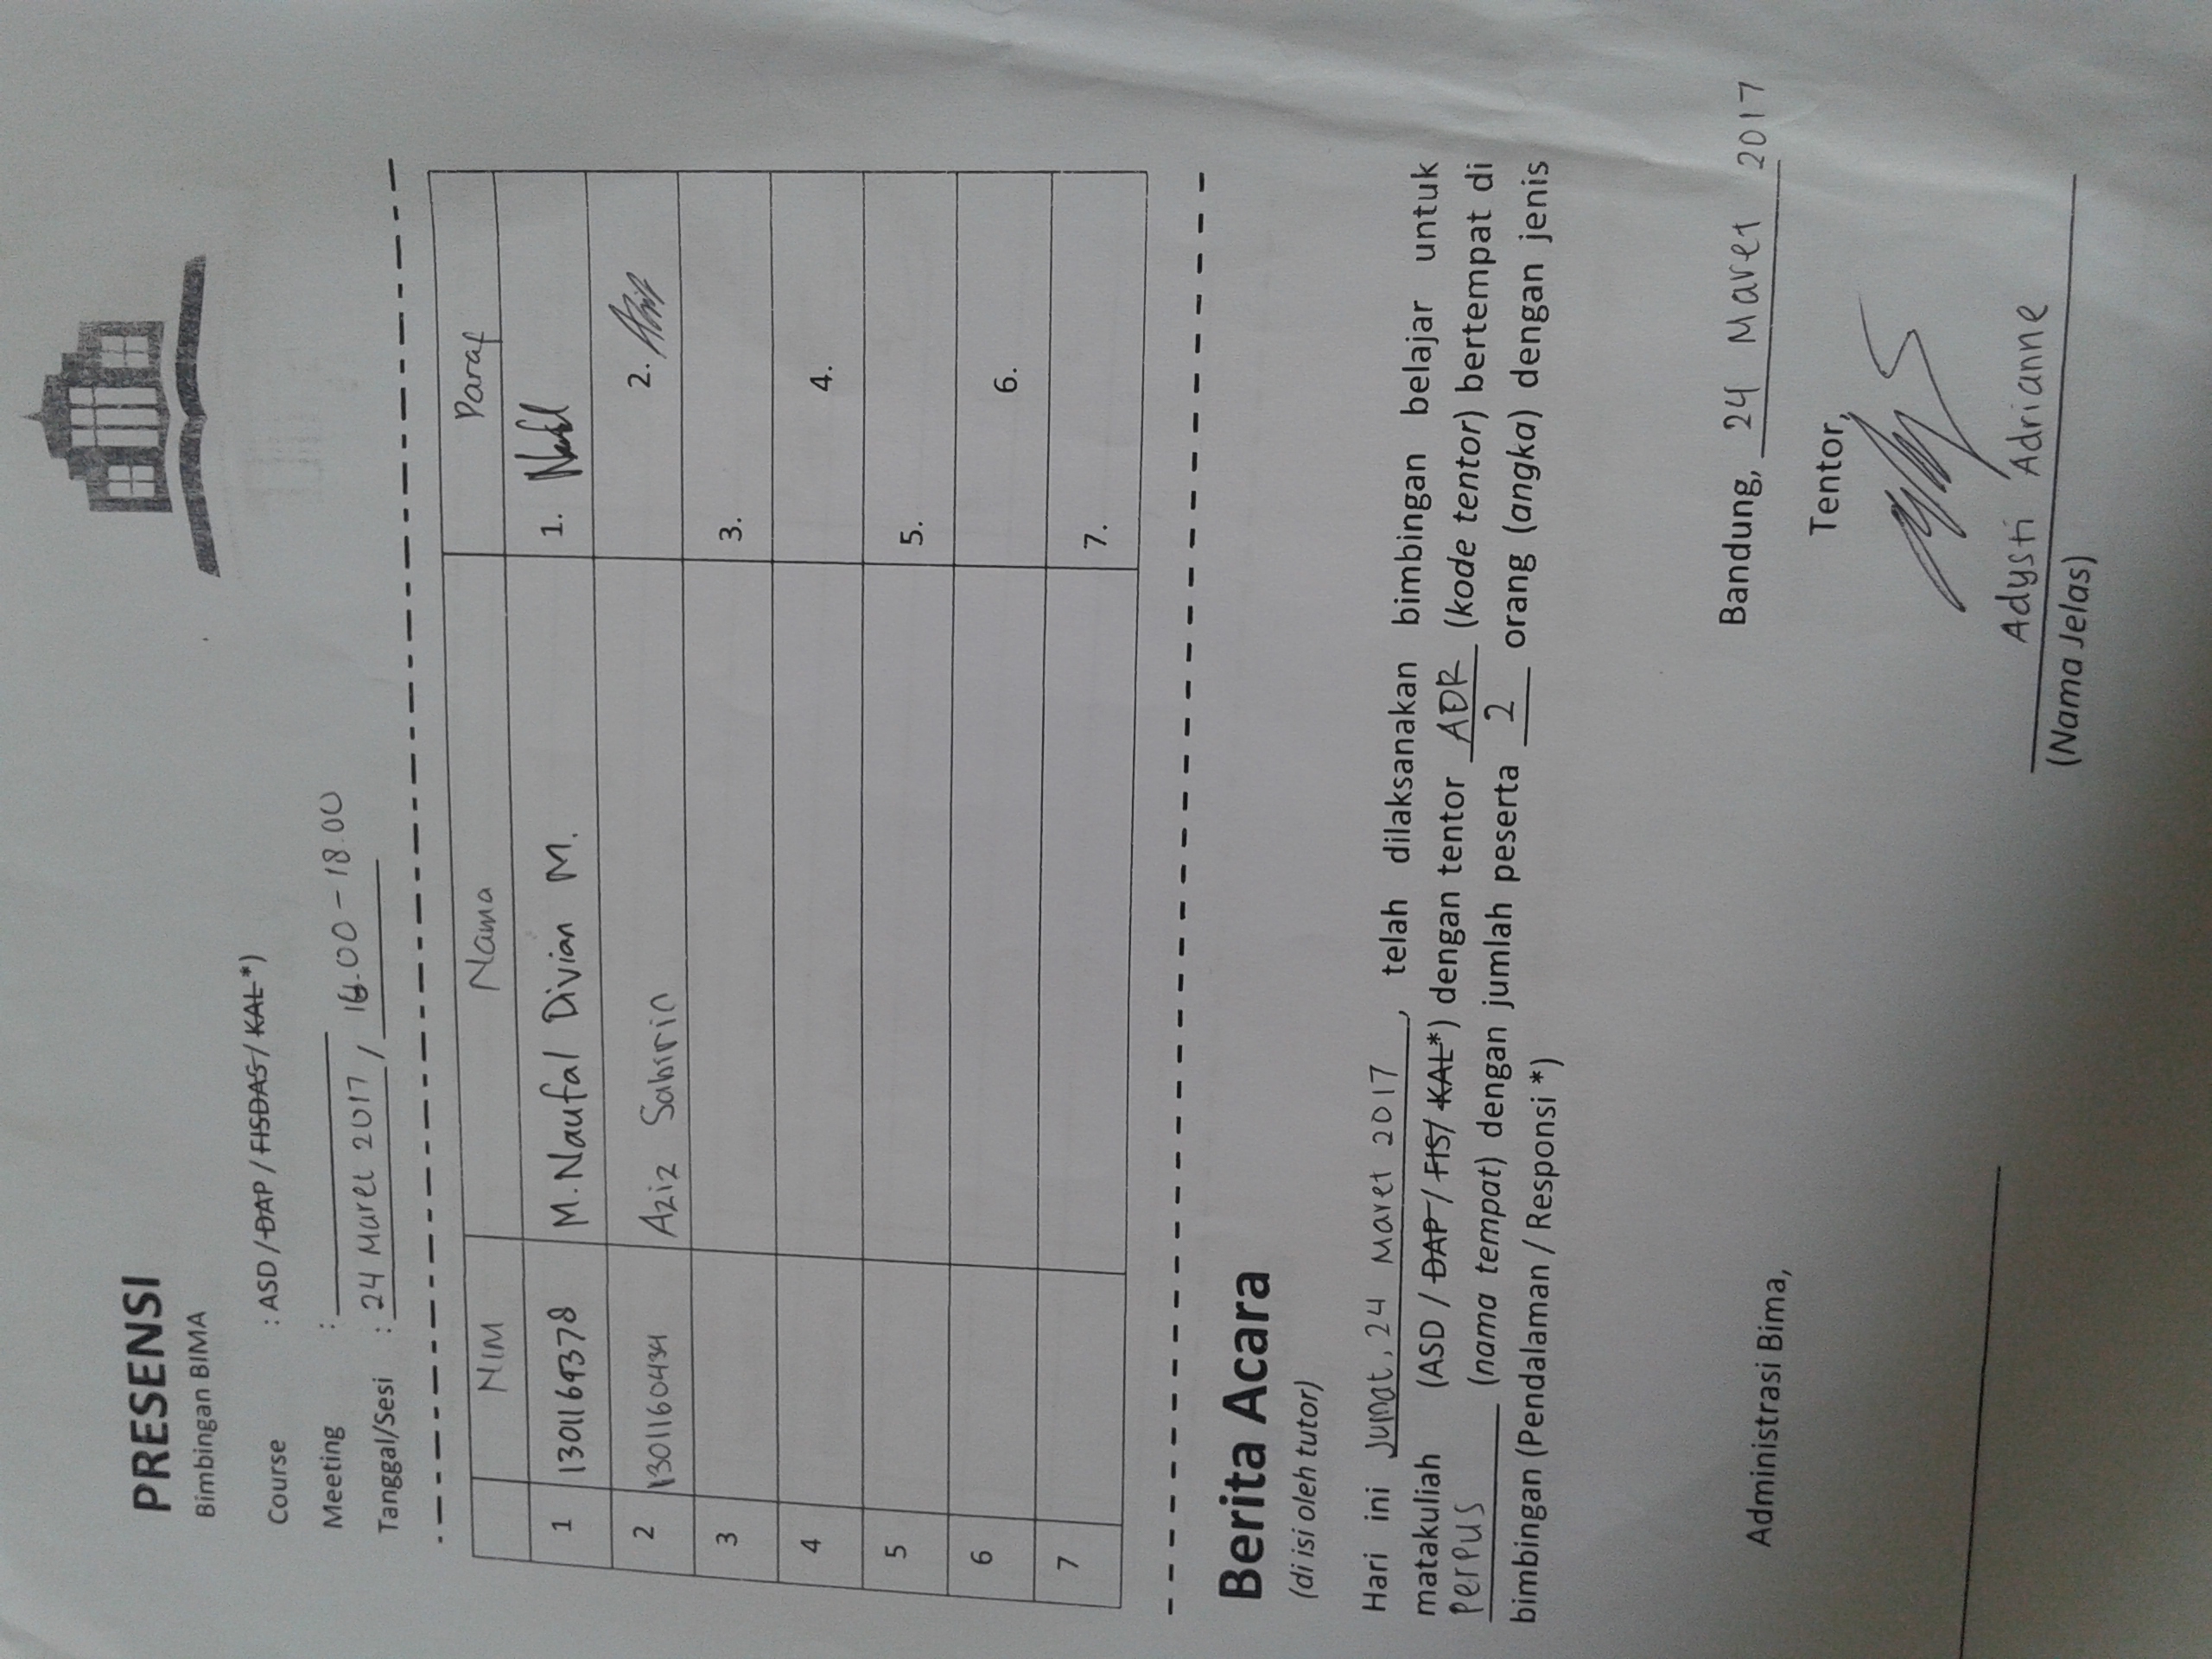 PRESENSI
Bimbingan BIMA
Course : ASD / DAP / FISDAS / KAL *)
Meeting :
Tanggal/Sesi : 24 Maret 2017 / 16.00 - 18.00
NIM Nama Paraf
1 1301164378 M. Naufal Divian M. 1.
2 1301160434 Aziz Sabirin 2.
3 3.
4 4.
5 5.
6 6.
7 7.
Berita Acara
(di isi oleh tutor)
Hari ini Jumat, 24 Maret 2017, telah dilaksanakan bimbingan belajar untuk
matakuliah (ASD / DAP / FIS/ KAL*) dengan tentor ADR (kode tentor) bertempat di
perpus (nama tempat) dengan jumlah peserta 2 orang (angka) dengan jenis
bimbingan (Pendalaman / Responsi *)
Bandung, 24 Maret 2017
Administrasi Bima,
Tentor,
Adysti Adrianne
(Nama Jelas)